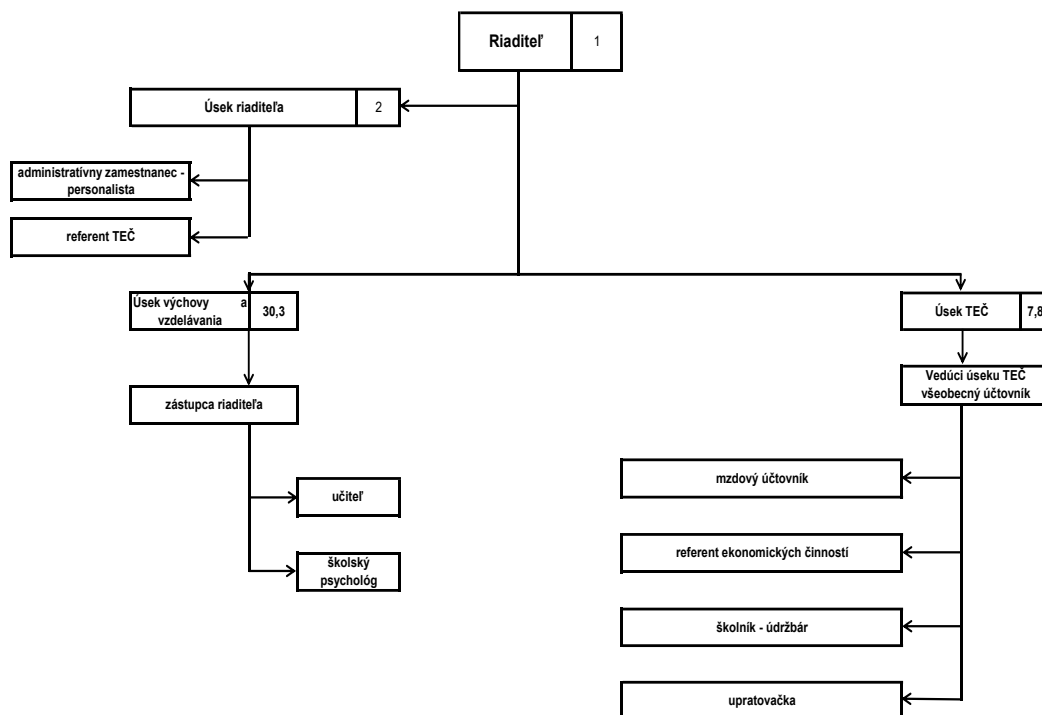 Riaditeľ 1
Úsek riaditeľa 2
administratívny zamestnanec -
personalista
referent TEČ
Úsek výchovy a
vzdelávania 30,3
Úsek TEČ 7,8
zástupca riaditeľa
Vedúci úseku TEČ
všeobecný účtovník
učiteľ
školský
psychológ
mzdový účtovník
referent ekonomických činností
školník - údržbár
upratovačka